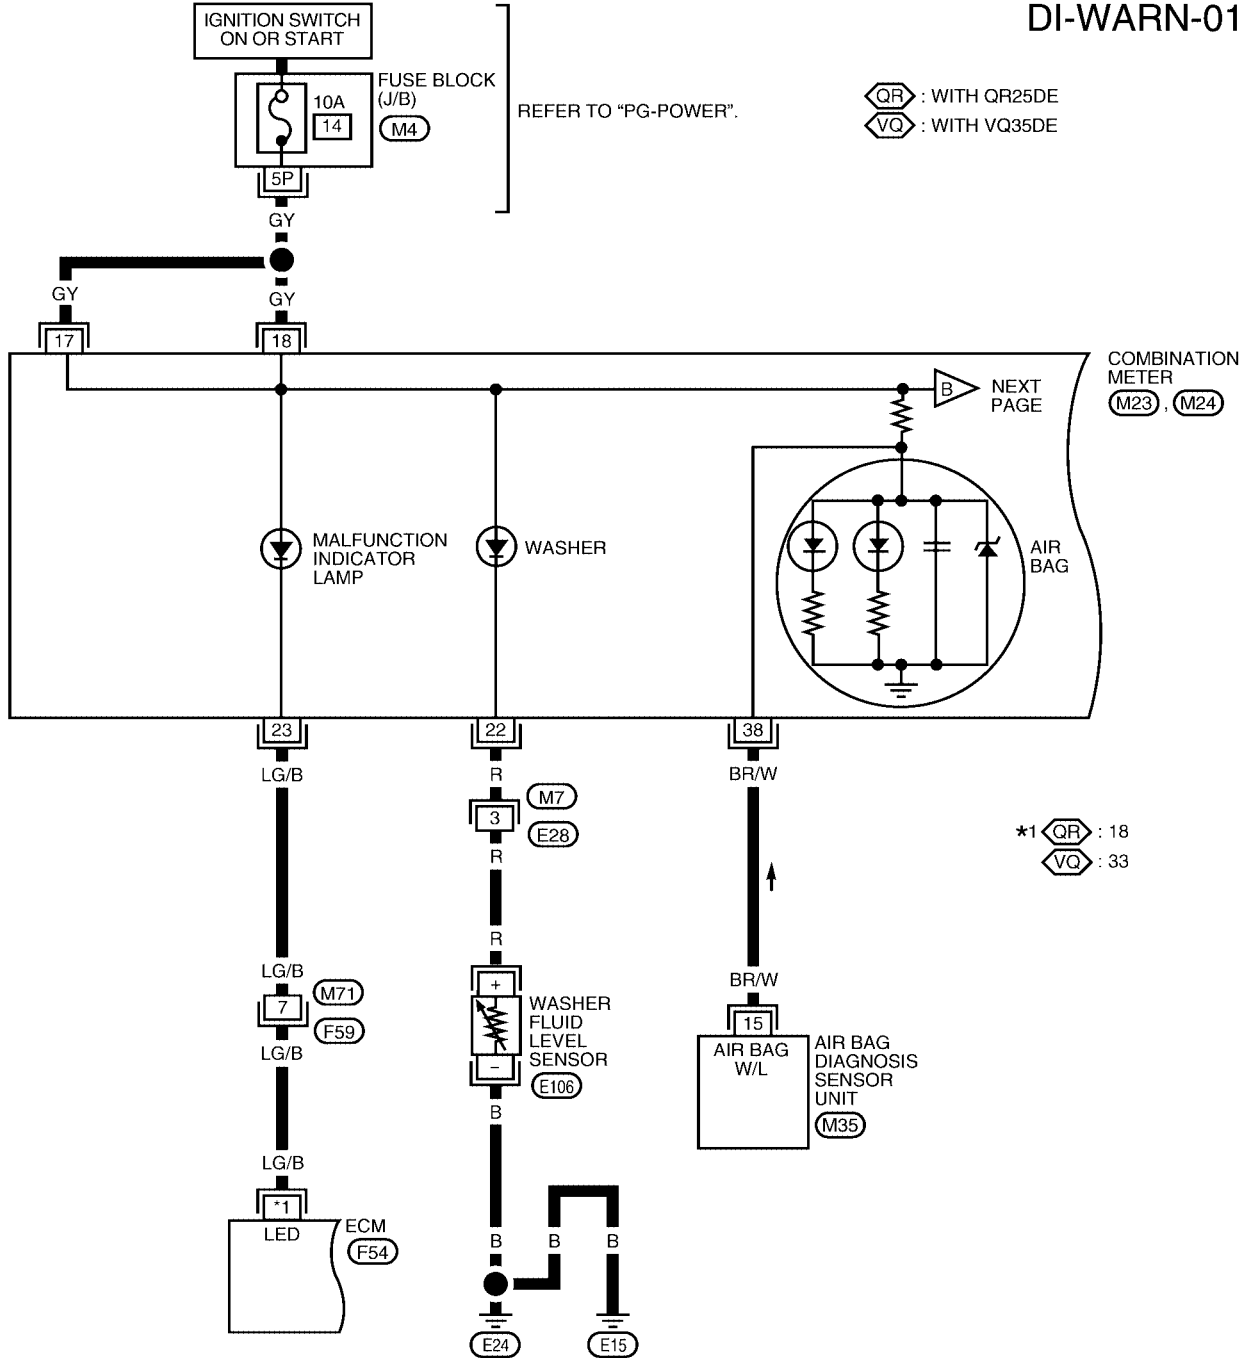 DI-WARN-01
IGNITION SWITCH
ON OR START
FUSE BLOCK
(J/B)
M4
10A
14
5P
REFER TO “PG-POWER”.
QR : WITH QR25DE
VQ : WITH VQ35DE
GY
GY
GY
17
18
COMBINATION
METER
M23 , M24
B
NEXT
PAGE
MALFUNCTION
INDICATOR
LAMP
WASHER
AIR
BAG
23
22
38
LG/B
R
BR/W
M7
3
E28
R
*1 QR : 18
VQ : 33
R
LG/B
BR/W
M71
7
F59
LG/B
+
WASHER
FLUID
LEVEL
SENSOR
–
E106
15
AIR BAG
W/L
AIR BAG
DIAGNOSIS
SENSOR
UNIT
M35
B
LG/B
*1
LED
ECM
F54
B
B
B
E24
E15